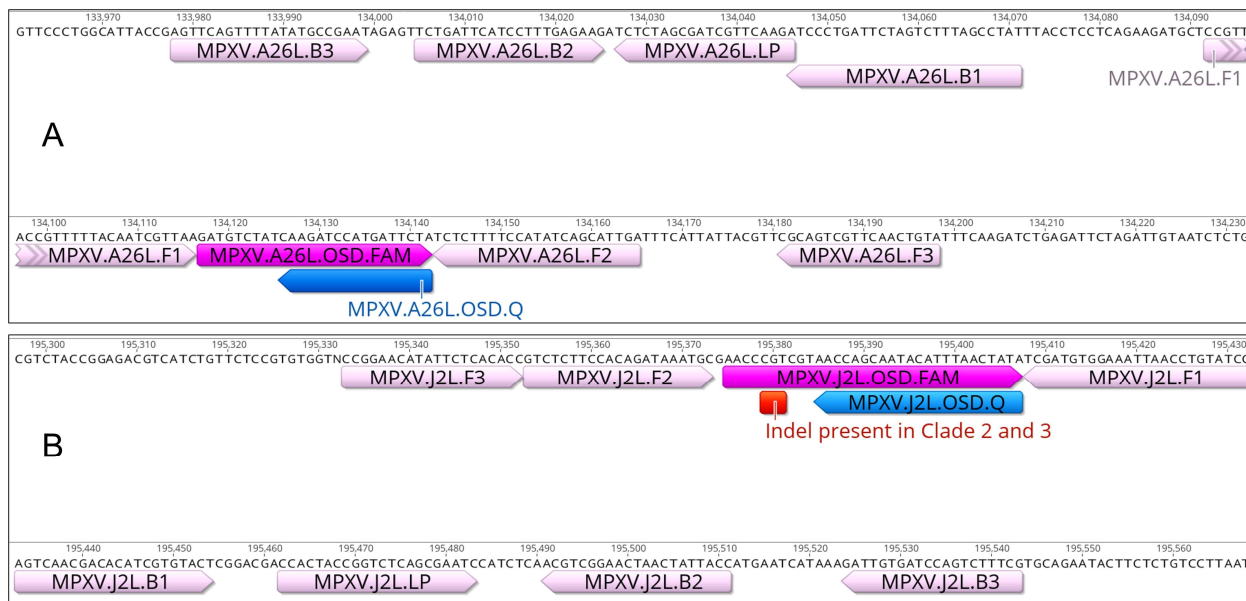 133,970 133,980 133,990 134,000 134,010 134,020 134,030 134,040 134,050 134,060 134,070 134,080 134,090
GTTCCCTGGCATTACCGAGTTCAGTTTTATATGCCGAATAGAGTTCTGATTCATCCTTTGAGAAGATCTCTAGCGATCGTTCAAGATCCCTGATTCTAGTCTTTAGCCTATTTACCTCCTCAGAAGATGCTCCGTT
MPXV.A26L.B3 MPXV.A26L.B2 MPXV.A26L.LP
MPXV.A26L.B1 MPXV.A26L.F1
A
134,100 134,110 134,120 134,130 134,140 134,150 134,160 134,170 134,180 134,190 134,200 134,210 134,220 134,230
ACCGTTTTTACAATCGTTAAGATGTCTATCAAGATCCATGATTCTATCTCTTTTCCATATCAGCATTGATTTCATTATTACGTTCGCAGTCGTTCAACTGTATTTCAAGATCTGAGATTCTAGATTGTAATCTCTG
MPXV.A26L.F1 MPXV.A26L.OSD.FAM MPXV.A26L.F2 MPXV.A26L.F3
MPXV.A26L.OSD.Q
195,300 195,310 195,320 195,330 195,340 195,350 195,360 195,370 195,380 195,390 195,400 195,410 195,420 195,430
CGTCTACCGGAGACGTCATCTGTTCTCCGTGTGGTNCCGGAACATATTCTCACACCGTCTCTTCCACAGATAAATGCGAACCCGTCGTAACCAGCAATACATTTAACTATATCGATGTGGAAATTAACCTGTATCC
MPXV.J2L.F3 MPXV.J2L.F2 MPXV.J2L.OSD.FAM MPXV.J2L.F1
MPXV.J2L.OSD.Q
Indel present in Clade 2 and 3
B
195,440 195,450 195,460 195,470 195,480 195,490 195,500 195,510 195,520 195,530 195,540 195,550 195,560
AGTCAACGACACATCGTGTACTCGGACGACCACTACCGGTCTCAGCGAATCCATCTCAACGTCGGAACTAACTATTACCATGAATCATAAAGATTGTGATCCAGTCTTTCGTGCAGAATACTTCTCTGTCCTTAAT
MPXV.J2L.B1 MPXV.J2L.LP MPXV.J2L.B2 MPXV.J2L.B3